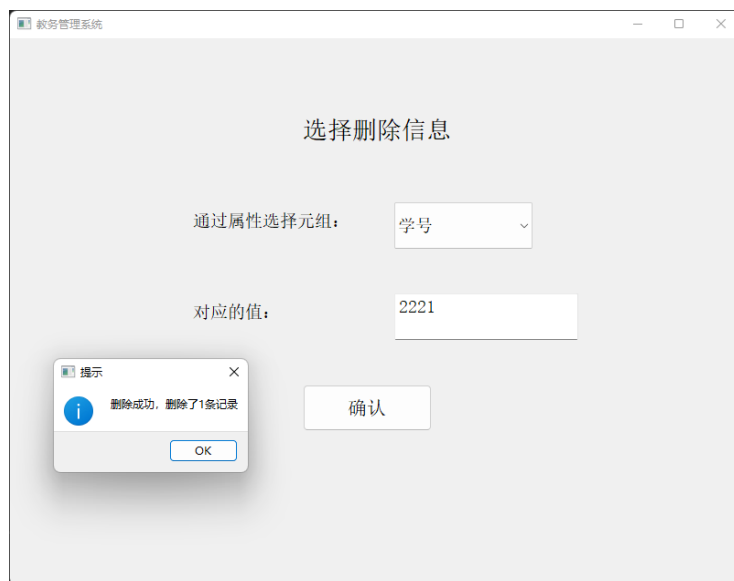 教务管理系统
选择删除信息
通过属性选择元组：
学号
对应的值：
2221
提示
删除成功，删除了1条记录
OK
确认